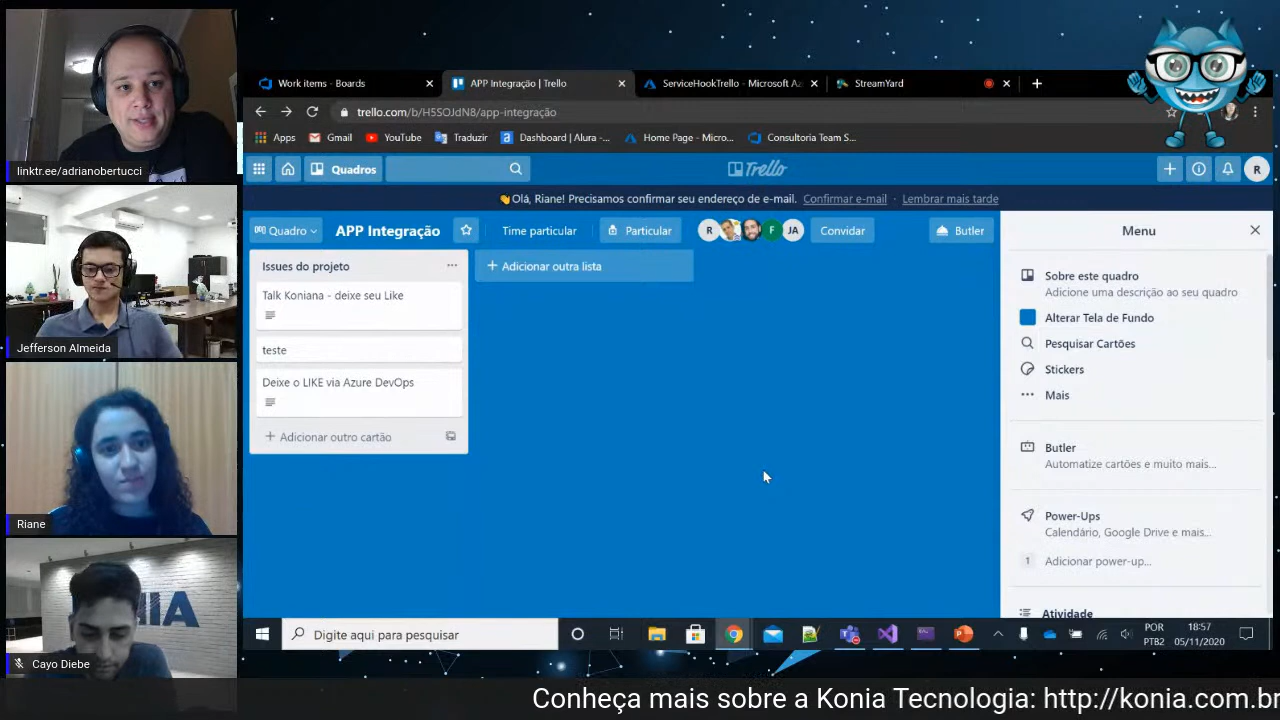 linktr.ee/adrianobertucci
Jefferson Almeida
Riane
NIA
Cayo Diebe
Work items - Boards
APP Integração | Trello
ServiceHookTrello - Microsoft Az
StreamYard
trello.com/b/H5SOJdN8/app-integração
Apps
Gmail
YouTube
Traduzir
Dashboard | Alura -...
Home Page - Micro...
Consultoria Team S...
Quadros
Trello
R
Olá, Riane! Precisamos confirmar seu endereço de e-mail. Confirmar e-mail Lembrar mais tarde
Quadro
APP Integração
Time particular
Particular
R
F
JA
Convidar
Butler
Issues do projeto
Talk Koniana - deixe seu Like
teste
Deixe o LIKE via Azure DevOps
+ Adicionar outro cartão
+ Adicionar outra lista
Menu
Sobre este quadro
Adicione uma descrição ao seu quadro
Alterar Tela de Fundo
Pesquisar Cartões
Stickers
Mais
Butler
Automatize cartões e muito mais...
Power-Ups
Calendário, Google Drive e mais...
1 Adicionar power-up...
Atividade
Digite aqui para pesquisar
POR
PTB2
18:57
05/11/2020
Conheça mais sobre a Konia Tecnologia: http://konia.com.br